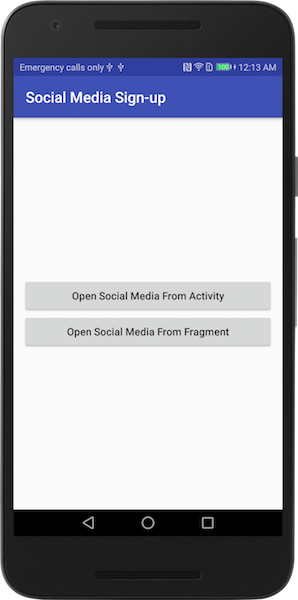 Emergency calls only 100 12:13 AM
Social Media Sign-up
Open Social Media From Activity
Open Social Media From Fragment